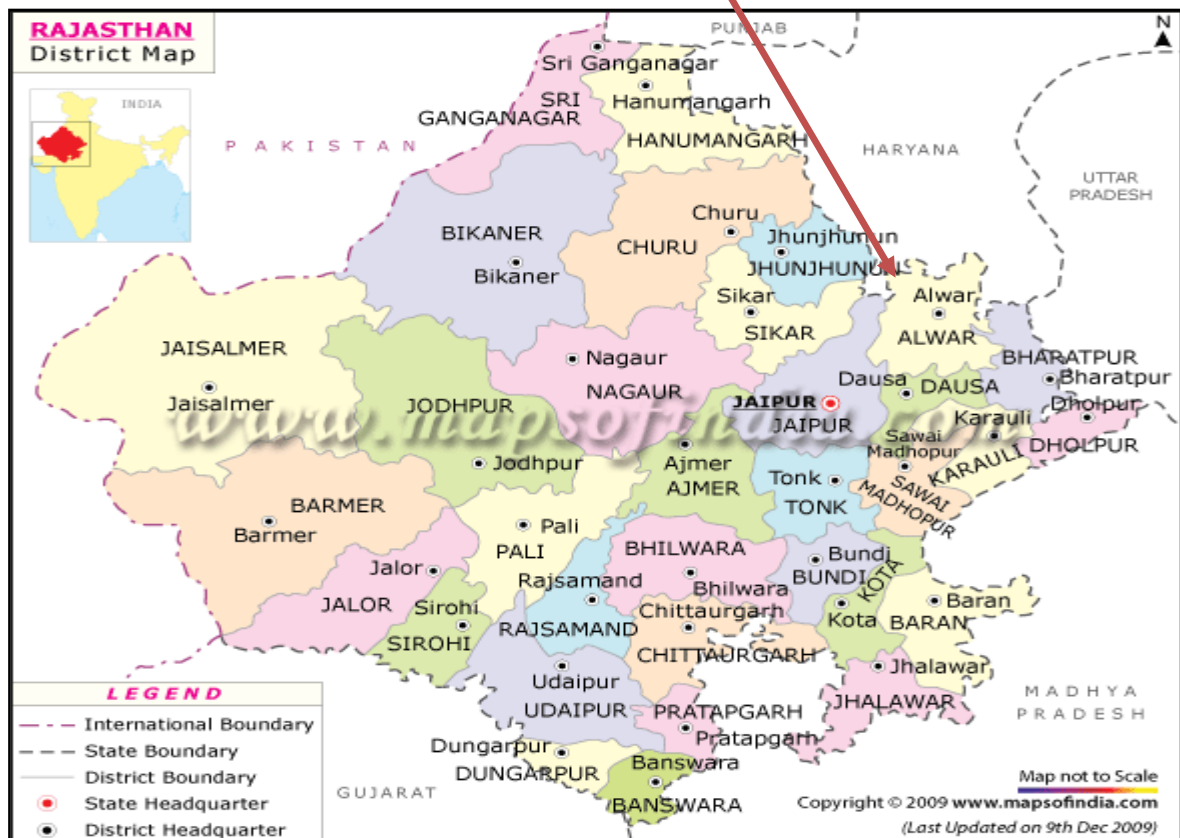 RAJASTHAN
District Map
INDIA
PUNJAB
N
Sri Ganganagar
SRI
GANGANAGAR
Hanumangarh
HANUMANGARH
PAKISTAN
HARYANA
UTTAR
PRADESH
BIKANER
Bikaner
Churu
CHURU
Jhunjhunun
JHUNJHUNUN
Sikar
SIKAR
Alwar
ALWAR
JAISALMER
Jaisalmer
Nagaur
NAGAUR
JODHPUR
Jodhpur
JAIPUR
JAIPUR
Dausa
DAUSA
BHARATPUR
Bharatpur
Dholpur
DHOLPUR
Karauli
KARAULI
www.mapsofindia.com
Ajmer
AJMER
Sawai
Madhopur
SAWAI
MADHOPUR
Tonk
TONK
BARMER
Barmer
Pali
PALI
Jalor
JALOR
Sirohi
SIROHI
Rajsamand
RAJSAMAND
BHILWARA
Bhilwara
Bundi
BUNDI
KOTA
Kota
Baran
BARAN
Chittaurgarh
CHITTAURGARH
Udaipur
UDAIPUR
Jhalawar
JHALAWAR
PRATAPGARH
Pratapgarh
Dungarpur
DUNGARPUR
Banswara
BANSWARA
MADHYA
PRADESH
GUJARAT
LEGEND
International Boundary
State Boundary
District Boundary
State Headquarter
District Headquarter
Map not to Scale
Copyright © 2009 www.mapsofindia.com
(Last Updated on 9th Dec 2009)